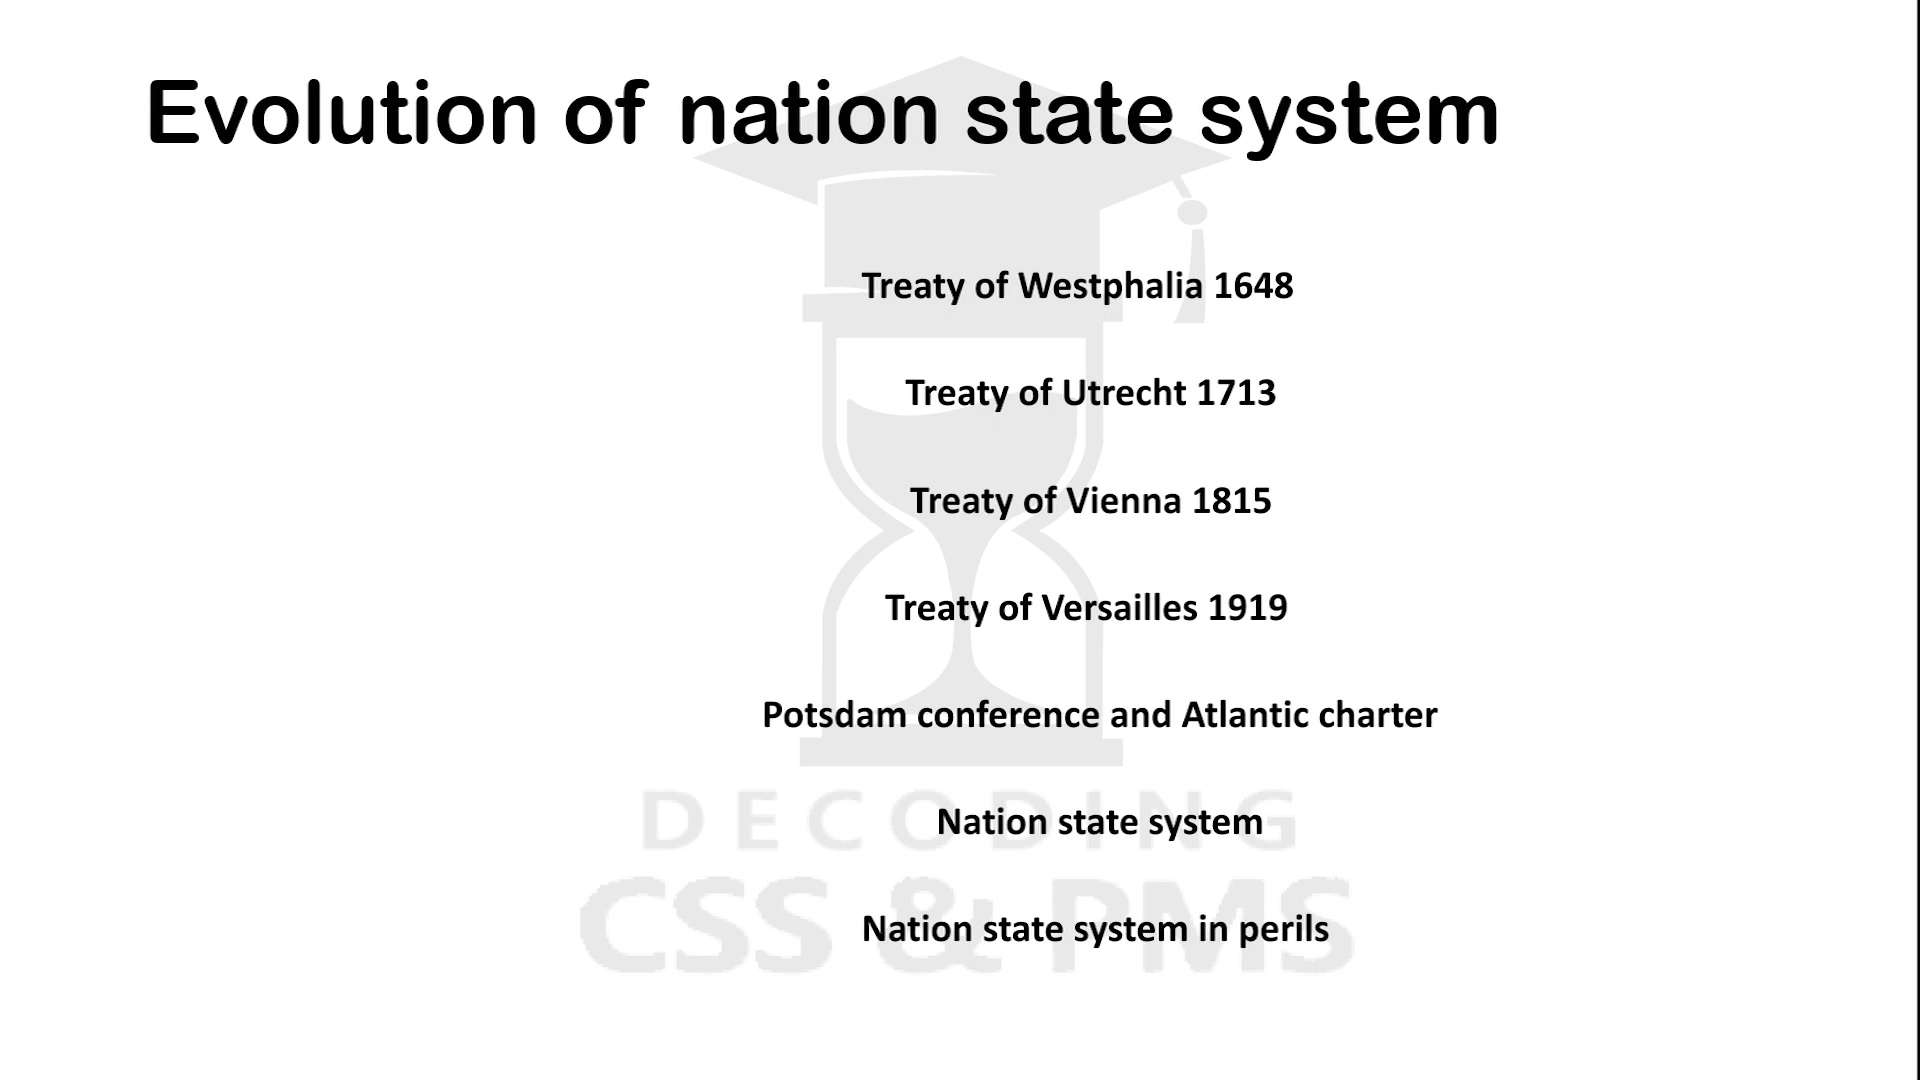 Evolution of nation state system
Treaty of Westphalia 1648
Treaty of Utrecht 1713
Treaty of Vienna 1815
Treaty of Versailles 1919
Potsdam conference and Atlantic charter
Nation state system
Nation state system in perils
DECODING
CSS & PMS